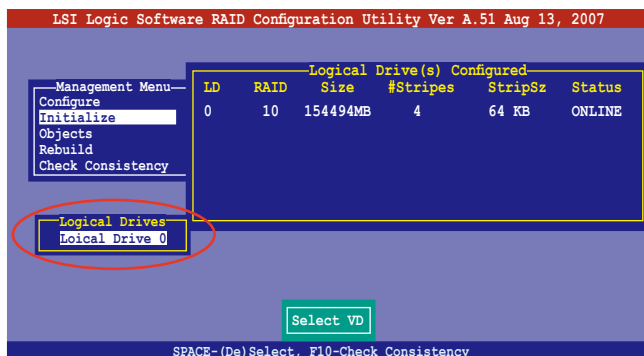 LSI Logic Software RAID Configuration Utility Ver A.51 Aug 13, 2007
Logical Drive(s) Configured
LD RAID Size #Stripes StripSz Status
0 10 154494MB 4 64 KB ONLINE
Management Menu
Configure
Initialize
Objects
Rebuild
Check Consistency
Logical Drives
Loical Drive 0
Select VD
SPACE-(De)Select, F10-Check Consistency